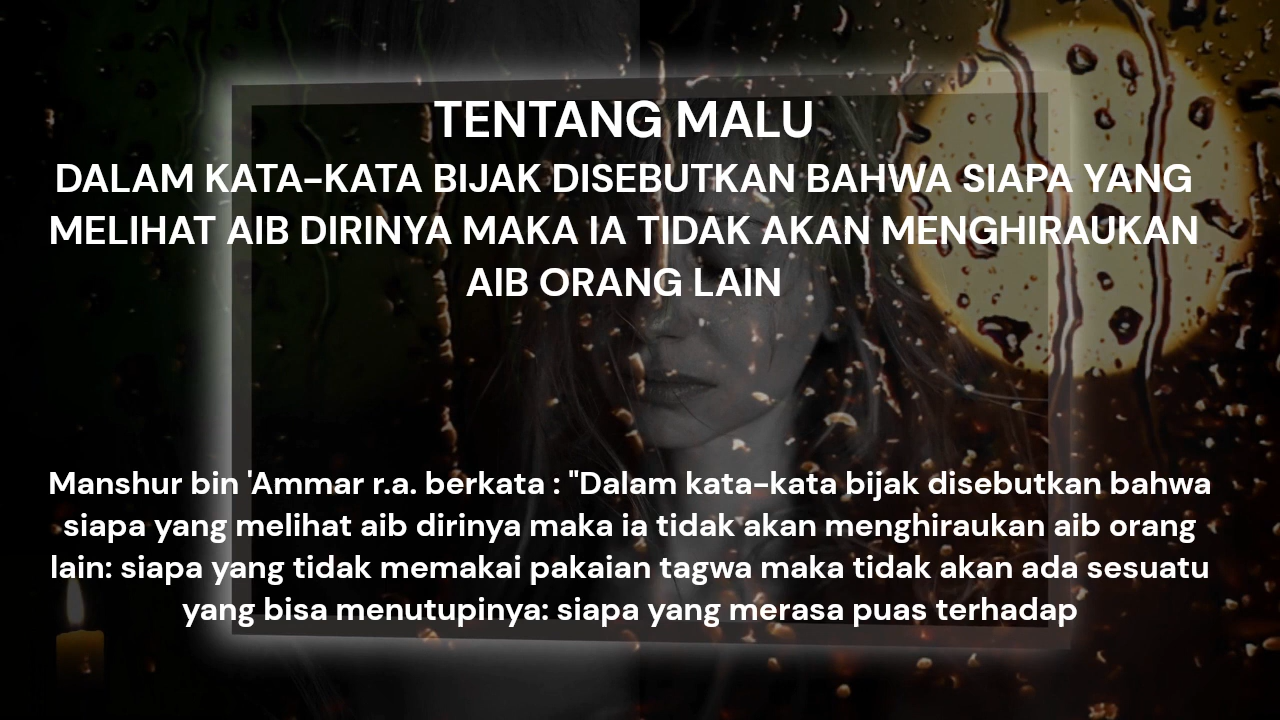 TENTANG MALU
DALAM KATA-KATA BIJAK DISEBUTKAN BAHWA SIAPA YANG
MELIHAT AIB DIRINYA MAKA IA TIDAK AKAN MENGHIRAUKAN
AIB ORANG LAIN
Manshur bin 'Ammar r.a. berkata : "Dalam kata-kata bijak disebutkan bahwa
siapa yang melihat aib dirinya maka ia tidak akan menghiraukan aib orang
lain: siapa yang tidak memakai pakaian tagwa maka tidak akan ada sesuatu
yang bisa menutupinya: siapa yang merasa puas terhadap